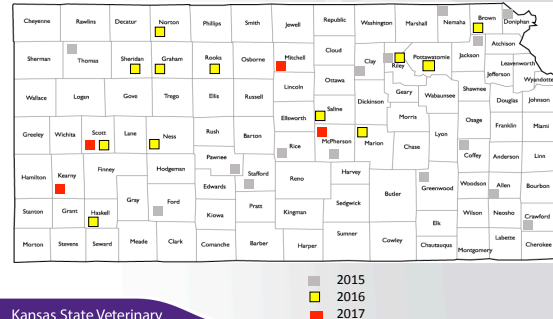 Cheyenne Rawlins Decatur Norton Phillips Smith Jewell Republic Washington Marshall Nemaha Brown Doniphan
Cloud Atchison
Sherman Thomas Sheridan Graham Rooks Osborne Mitchell Clay Riley Pottawatomie Jackson Leavenworth
Ottawa Jefferson Wyandotte
Lincoln
Wallace Logan Gove Trego Ellis Russell Saline Dickinson Geary Wabaunsee Shawnee Douglas Johnson
Ellsworth Morris
Greeley Wichita Scott Lane Ness Rush Barton McPherson Marion Chase Lyon Osage Franklin Miami
Rice
Pawnee Coffey Anderson Linn
Hamilton Kearny Finney Hodgeman Stafford Reno Harvey
Edwards Butler Greenwood Woodson Allen Bourbon
Gray Ford Sedgwick
Stanton Grant Haskell Kiowa Pratt Kingman Wilson Neosho Crawford
Elk
Morton Stevens Seward Meade Clark Comanche Barber Harper Sumner Cowley Chautauqua Montgomery Labette Cherokee
2015
2016
2017
Kansas State Veterinary